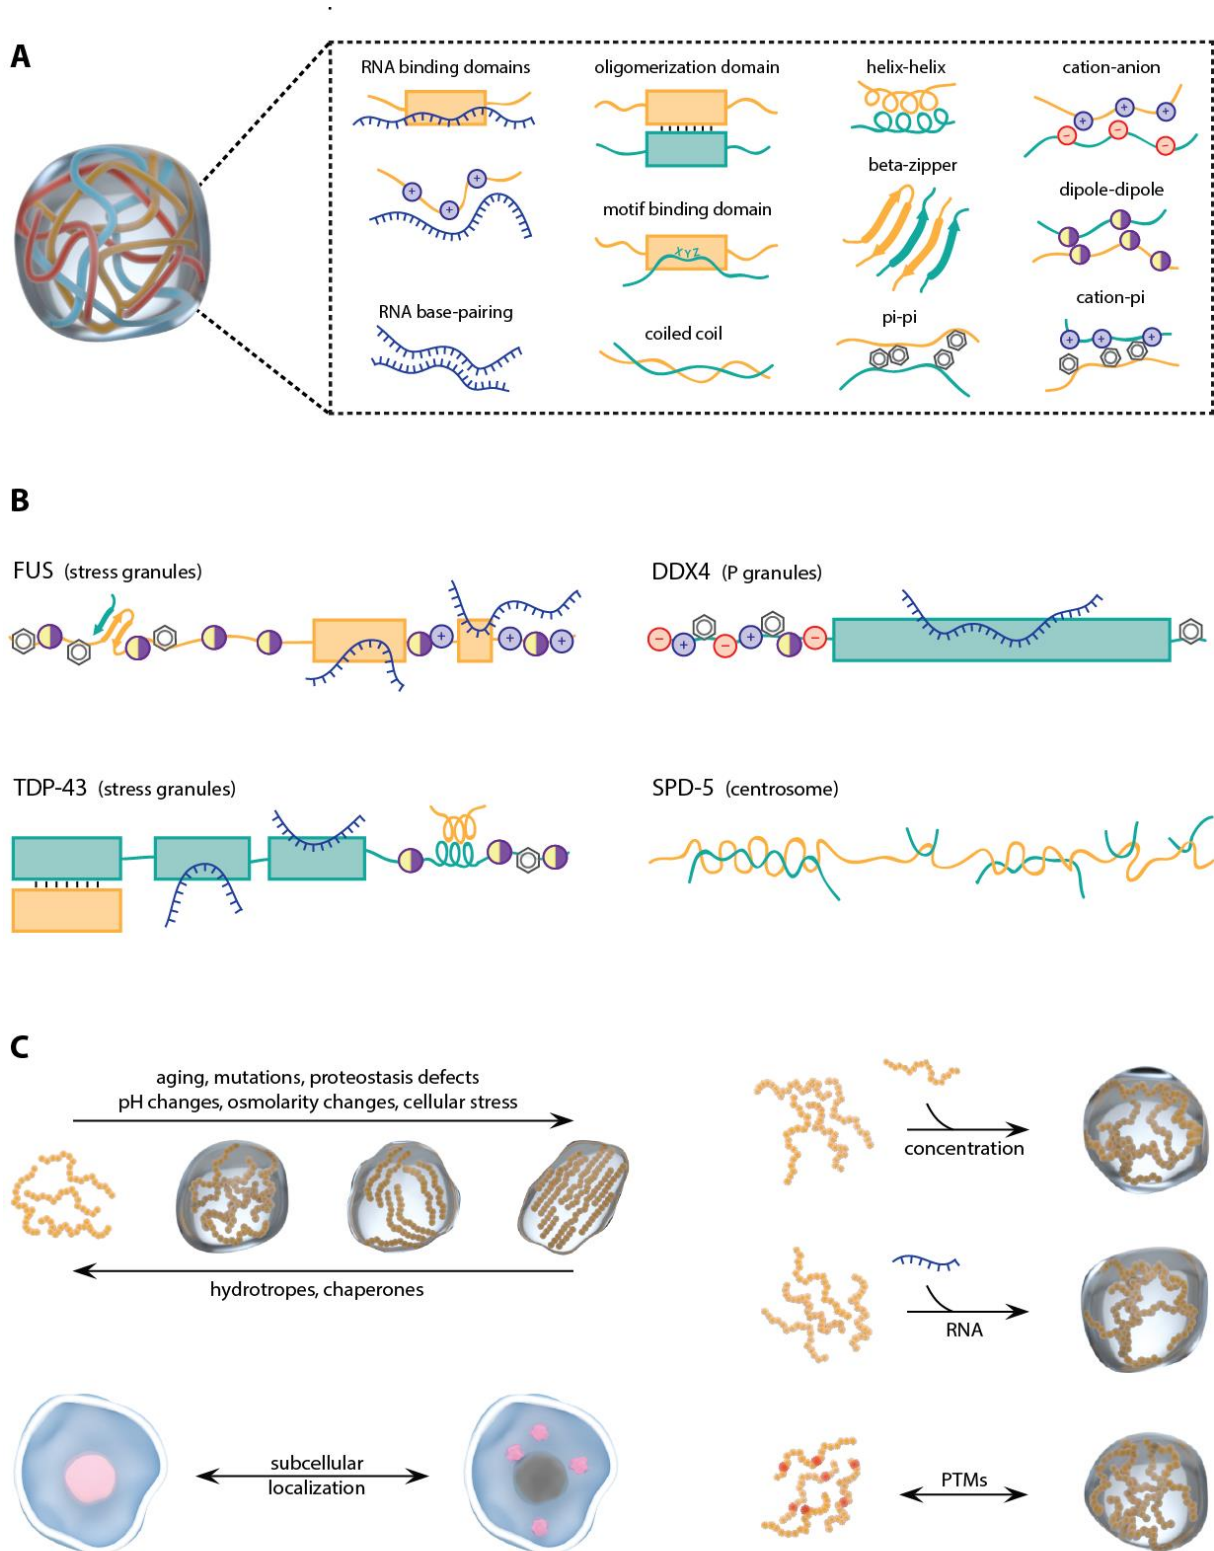 A
RNA binding domains
oligomerization domain
helix-helix
cation-anion
beta-zipper
dipole-dipole
motif binding domain
XYZ
cation-pi
RNA base-pairing
pi-pi
coiled coil
B
FUS (stress granules)
DDX4 (P granules)
TDP-43 (stress granules)
SPD-5 (centrosome)
C
aging, mutations, proteostasis defects
pH changes, osmolarity changes, cellular stress
concentration
hydrotropes, chaperones
RNA
subcellular
localization
PTMs